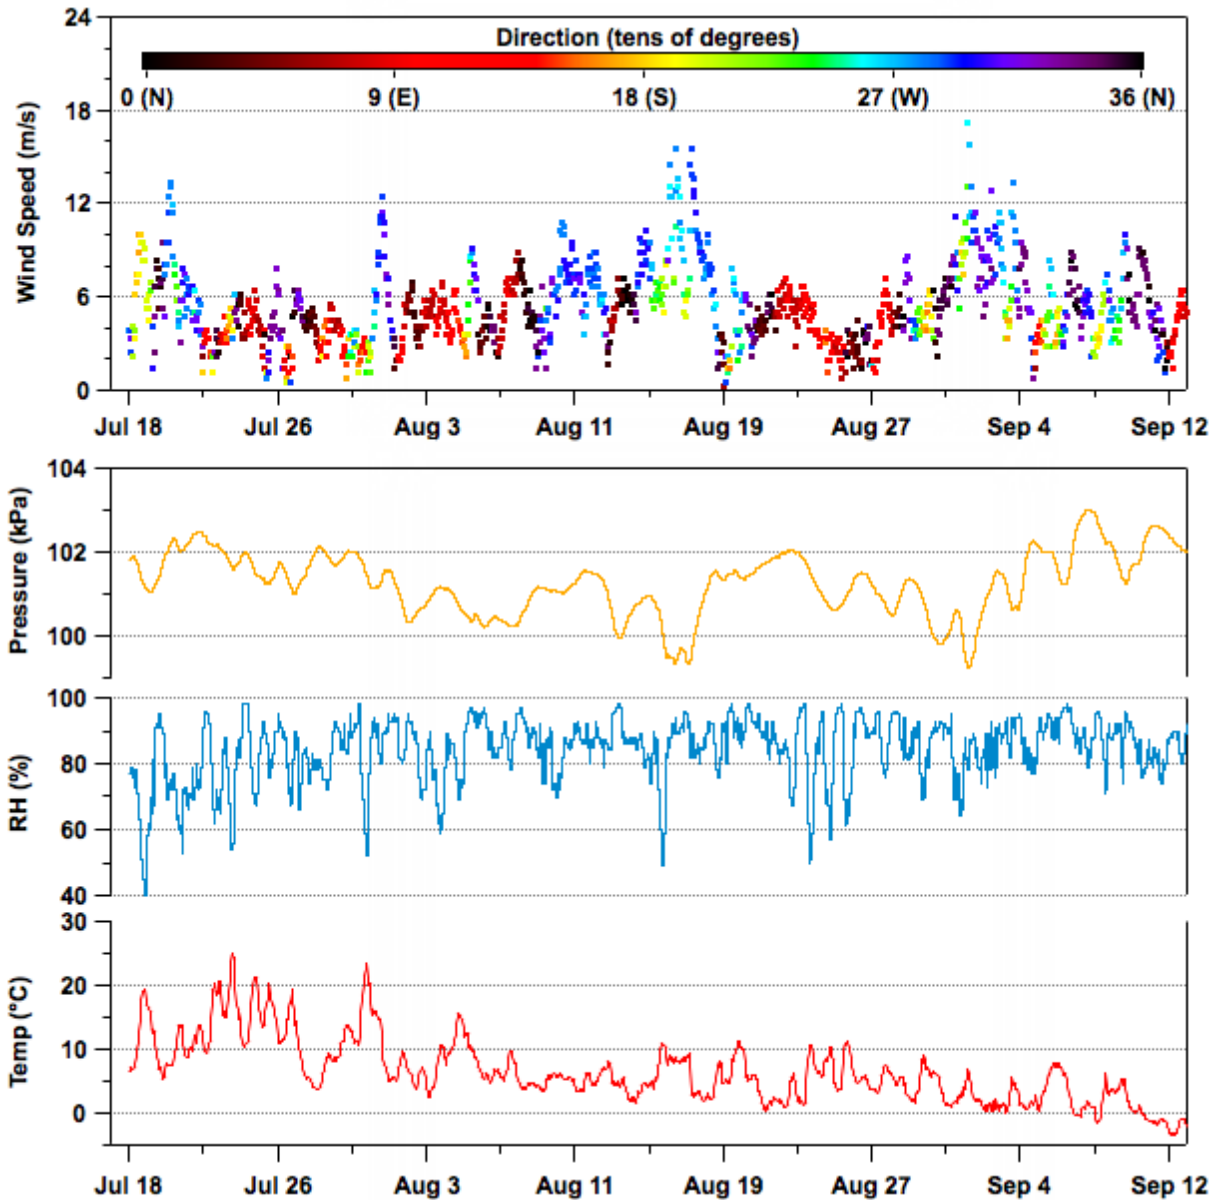 24
Direction (tens of degrees)
0 (N) 9 (E) 18 (S) 27 (W) 36 (N)
18
12
6
0
Wind Speed (m/s)
Jul 18 Jul 26 Aug 3 Aug 11 Aug 19 Aug 27 Sep 4 Sep 12
104
102
100
Pressure (kPa)
100
80
60
40
RH (%)
30
20
10
0
Temp (°C)
Jul 18 Jul 26 Aug 3 Aug 11 Aug 19 Aug 27 Sep 4 Sep 12